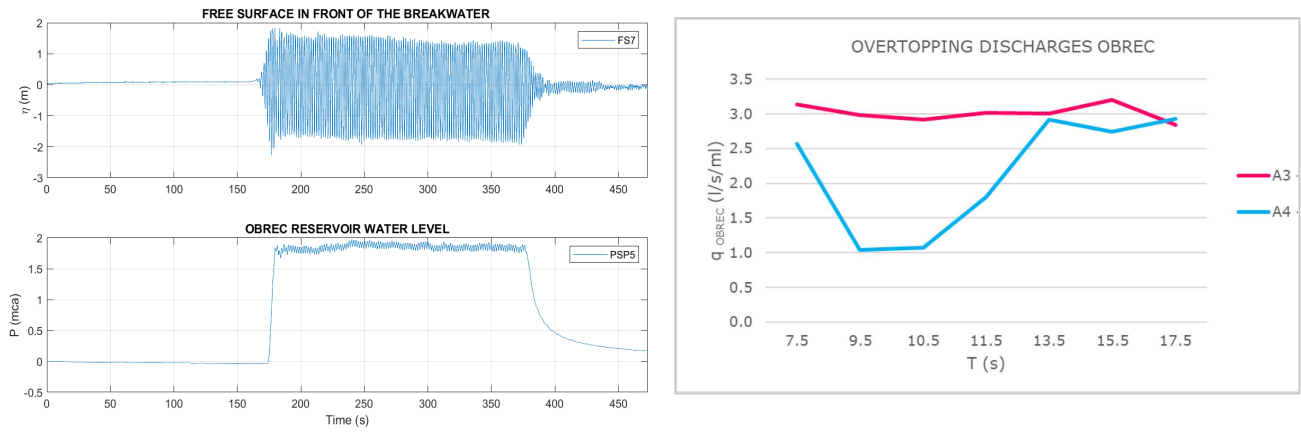 FREE SURFACE IN FRONT OF THE BREAKWATER
2
1
0
-1
-2
-3
η (m)
FS7
0 50 100 150 200 250 300 350 400 450
OBREC RESERVOIR WATER LEVEL
2
1.5
1
0.5
0
-0.5
P (mca)
PSP5
0 50 100 150 200 250 300 350 400 450
Time (s)
OVERTOPPING DISCHARGES OBREC
3.5
3.0
2.5
2.0
1.5
1.0
0.5
0.0
q OBREC (l/s/ml)
7.5 9.5 10.5 11.5 13.5 15.5 17.5
T (s)
A3 -
A4 -